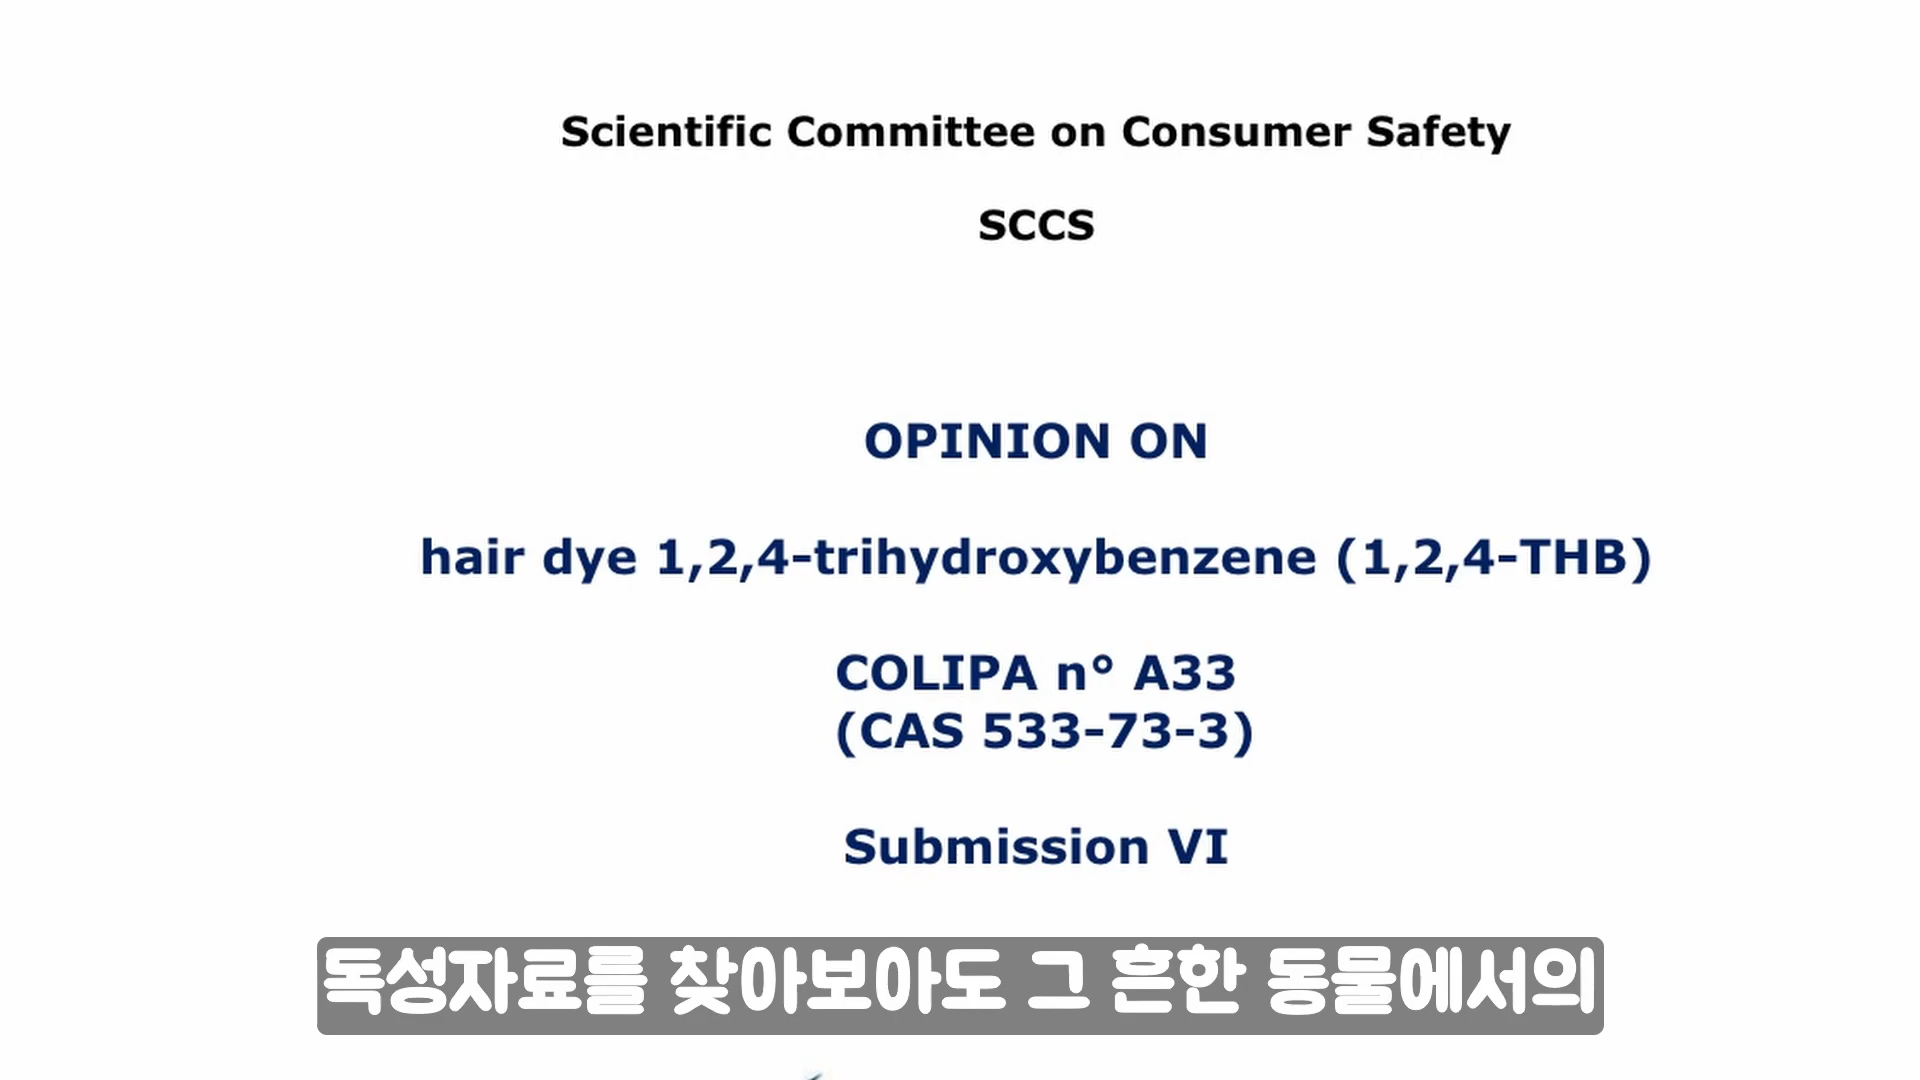 Scientific Committee on Consumer Safety
SCCS
OPINION ON
hair dye 1,2,4-trihydroxybenzene (1,2,4-THB)
COLIPA n° A33
(CAS 533-73-3)
Submission VI
독성자료를 찾아보아도 그 흔한 동물에서의